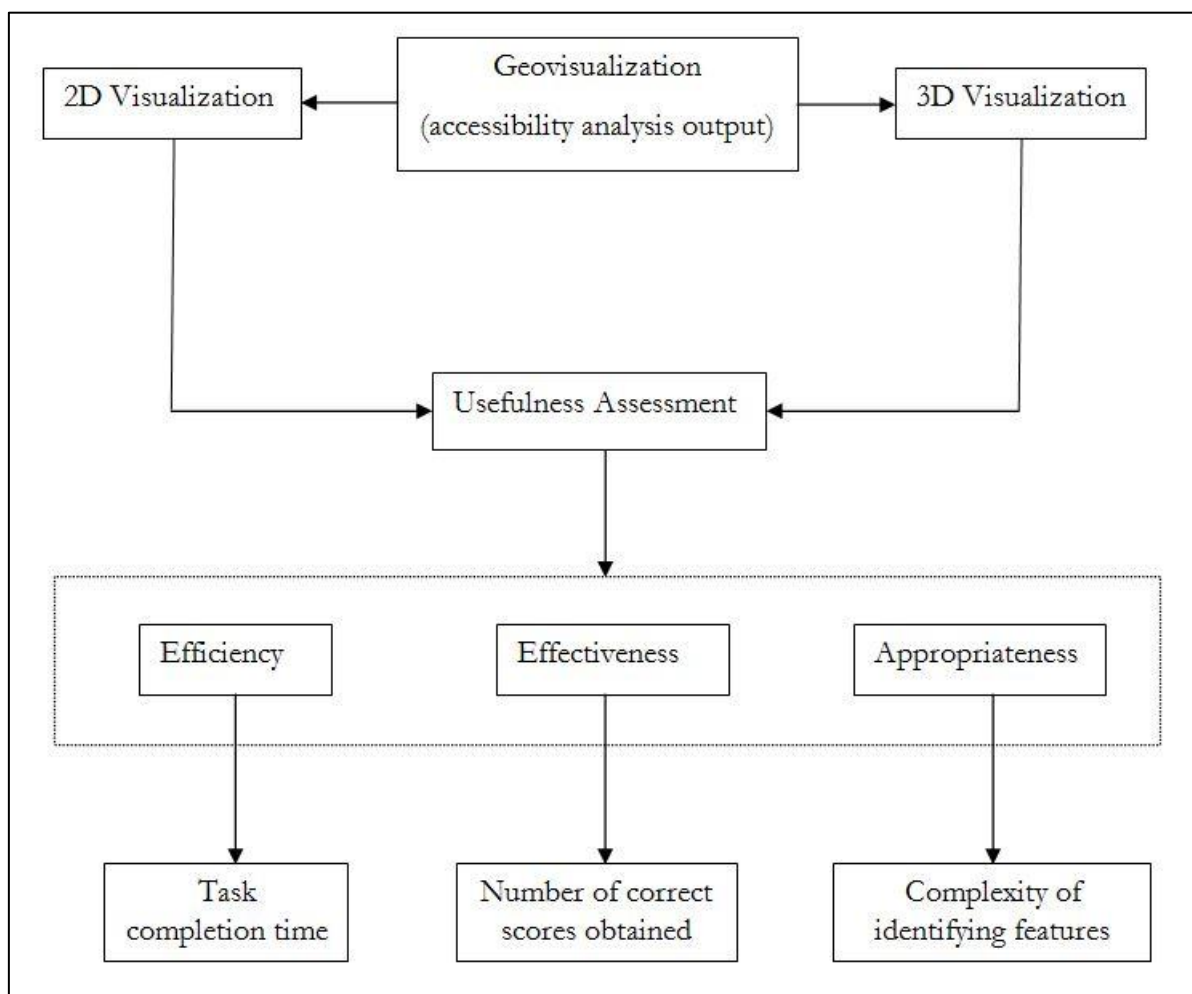 Geovisualization
(accessibility analysis output)
2D Visualization
3D Visualization
Usefulness Assessment
Efficiency
Effectiveness
Appropriateness
Task
completion time
Number of correct
scores obtained
Complexity of
identifying features